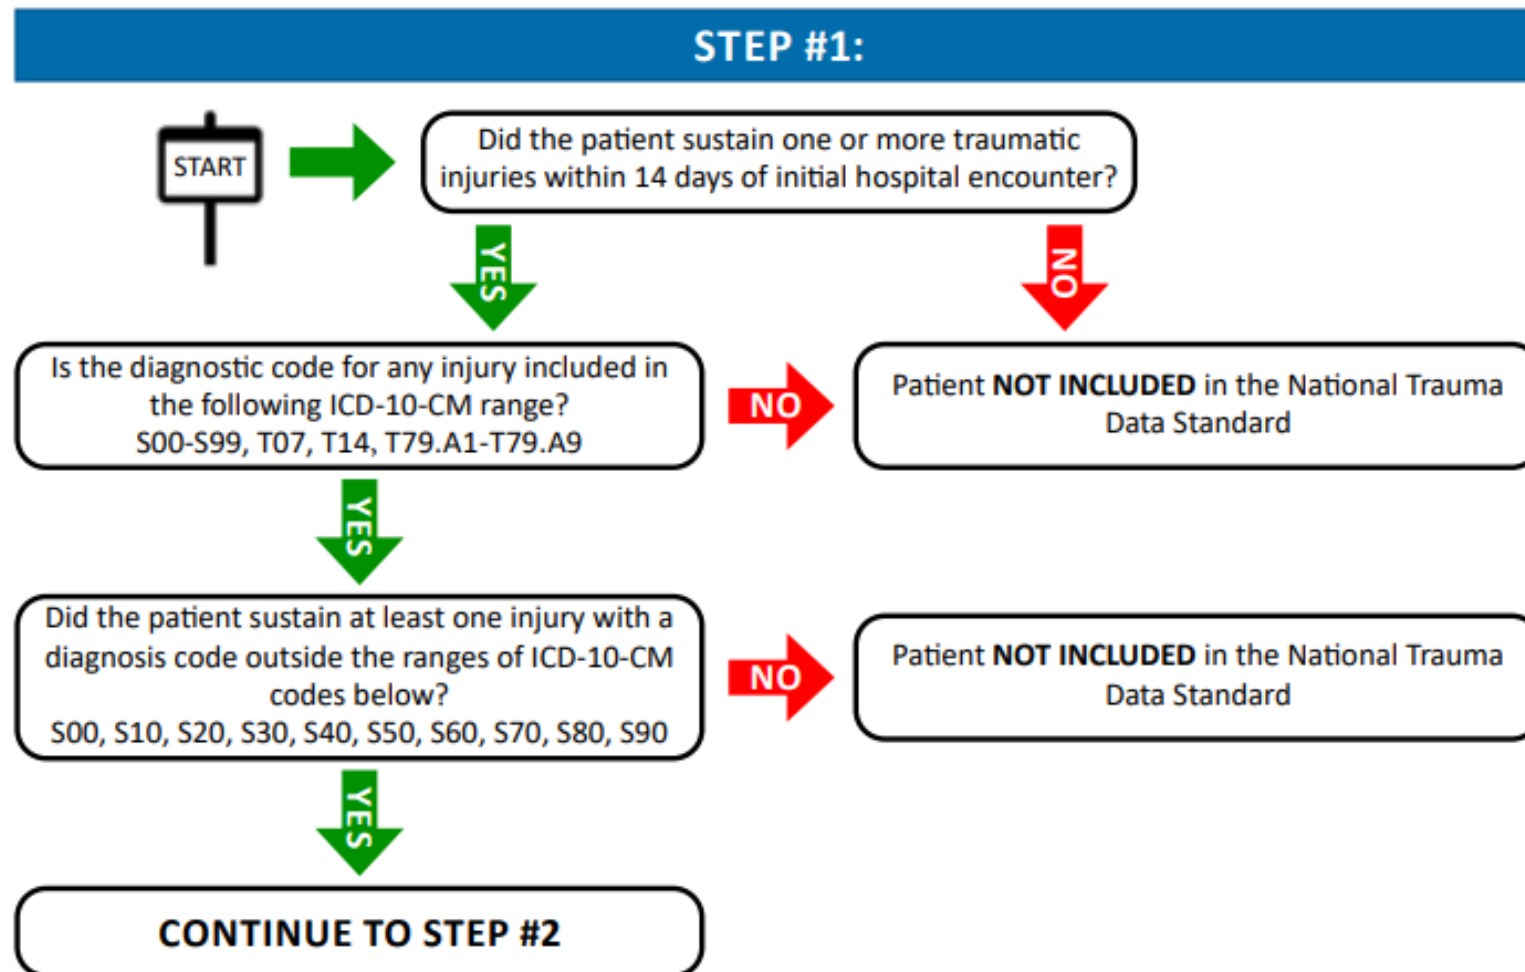 STEP #1:
START
Did the patient sustain one or more traumatic
injuries within 14 days of initial hospital encounter?
YES
NO
Is the diagnostic code for any injury included in
the following ICD-10-CM range?
S00-S99, T07, T14, T79.A1-T79.A9
NO
Patient NOT INCLUDED in the National Trauma
Data Standard
YES
Did the patient sustain at least one injury with a
diagnosis code outside the ranges of ICD-10-CM
codes below?
S00, S10, S20, S30, S40, S50, S60, S70, S80, S90
NO
Patient NOT INCLUDED in the National Trauma
Data Standard
YES
CONTINUE TO STEP #2